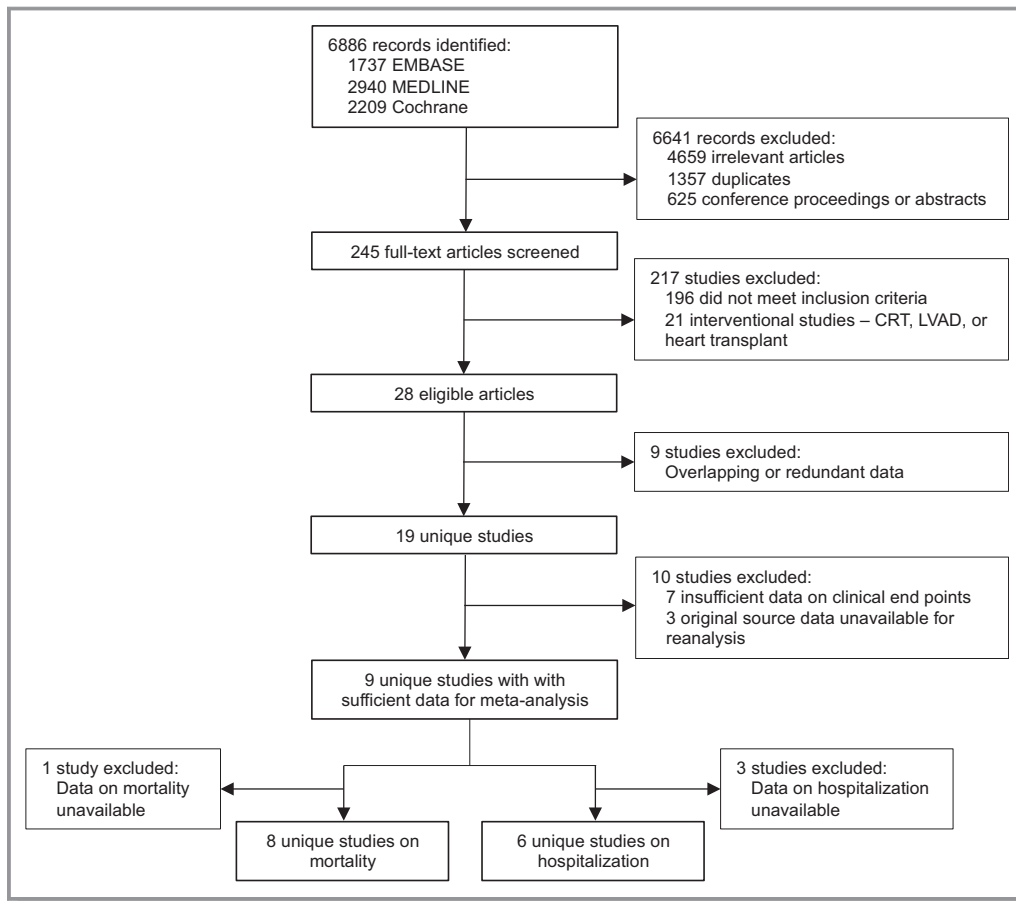 6886 records identified:
1737 EMBASE
2940 MEDLINE
2209 Cochrane
6641 records excluded:
4659 irrelevant articles
1357 duplicates
625 conference proceedings or abstracts
245 full-text articles screened
217 studies excluded:
196 did not meet inclusion criteria
21 interventional studies – CRT, LVAD, or
heart transplant
28 eligible articles
9 studies excluded:
Overlapping or redundant data
19 unique studies
10 studies excluded:
7 insufficient data on clinical end points
3 original source data unavailable for
reanalysis
9 unique studies with with
sufficient data for meta-analysis
1 study excluded:
Data on mortality
unavailable
3 studies excluded:
Data on hospitalization
unavailable
8 unique studies on
mortality
6 unique studies on
hospitalization